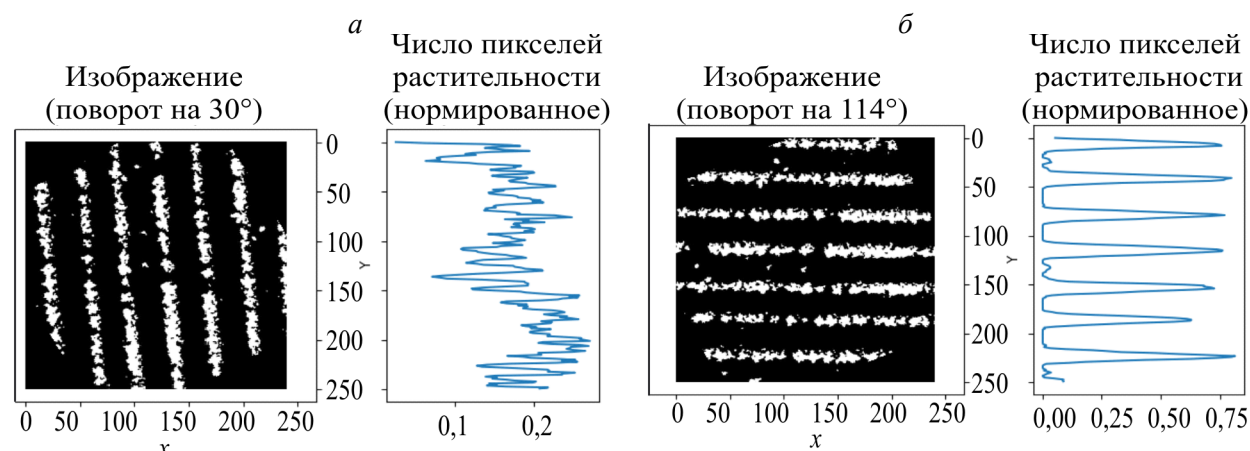 а
Изображение
(поворот на 30°)
Число пикселей
растительности
(нормированное)
0
50
100
150
200
250
Y
0 50 100 150 200 250
x
0,1 0,2
б
Изображение
(поворот на 114°)
Число пикселей
растительности
(нормированное)
0
50
100
150
200
250
Y
0 50 100 150 200 250
x
0,00 0,25 0,50 0,75